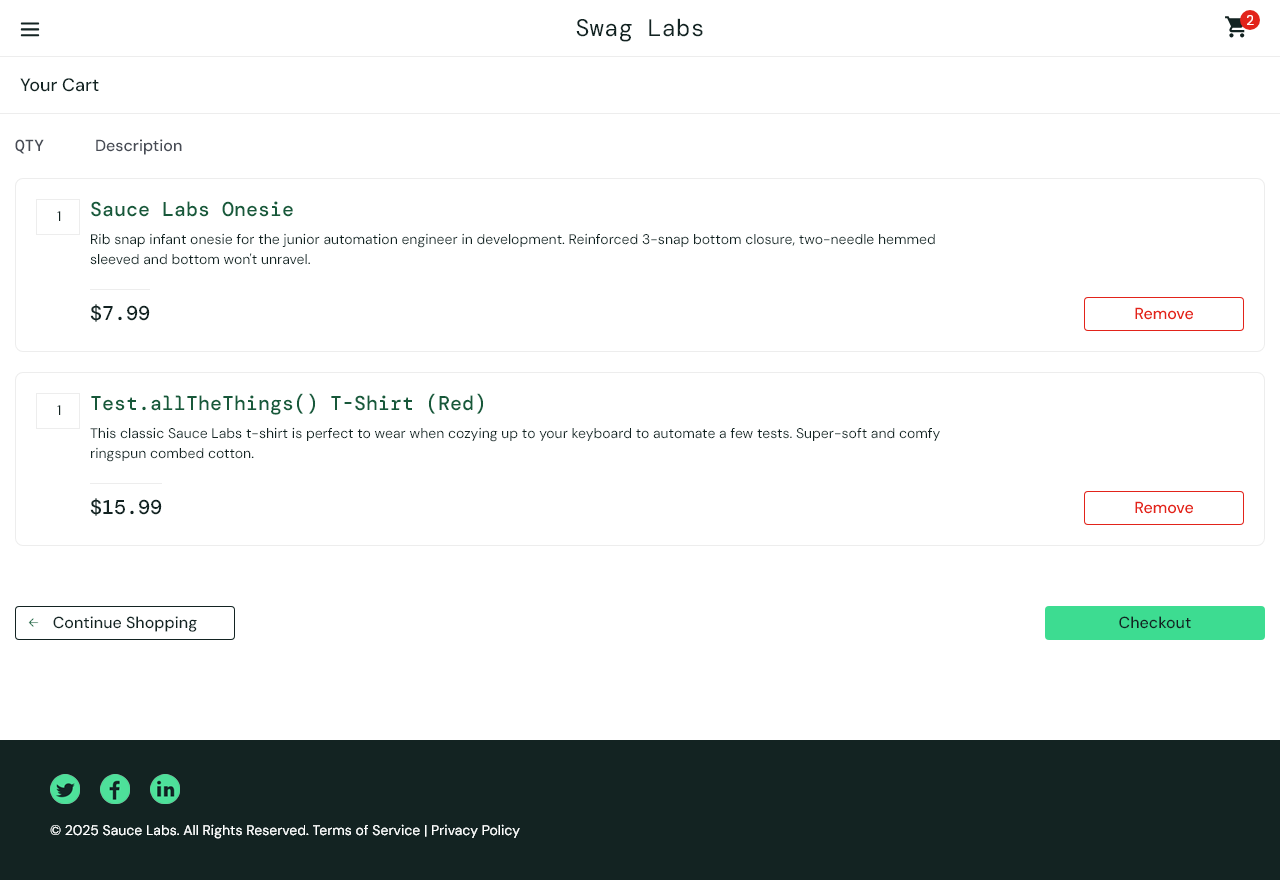 Swag Labs
2
Your Cart
QTY Description
1
Sauce Labs Onesie
Rib snap infant onesie for the junior automation engineer in development. Reinforced 3-snap bottom closure, two-needle hemmed
sleeved and bottom won't unravel.
$7.99
Remove
1
Test.allTheThings() T-Shirt (Red)
This classic Sauce Labs t-shirt is perfect to wear when cozying up to your keyboard to automate a few tests. Super-soft and comfy
ringspun combed cotton.
$15.99
Remove
Continue Shopping
Checkout
© 2025 Sauce Labs. All Rights Reserved. Terms of Service | Privacy Policy